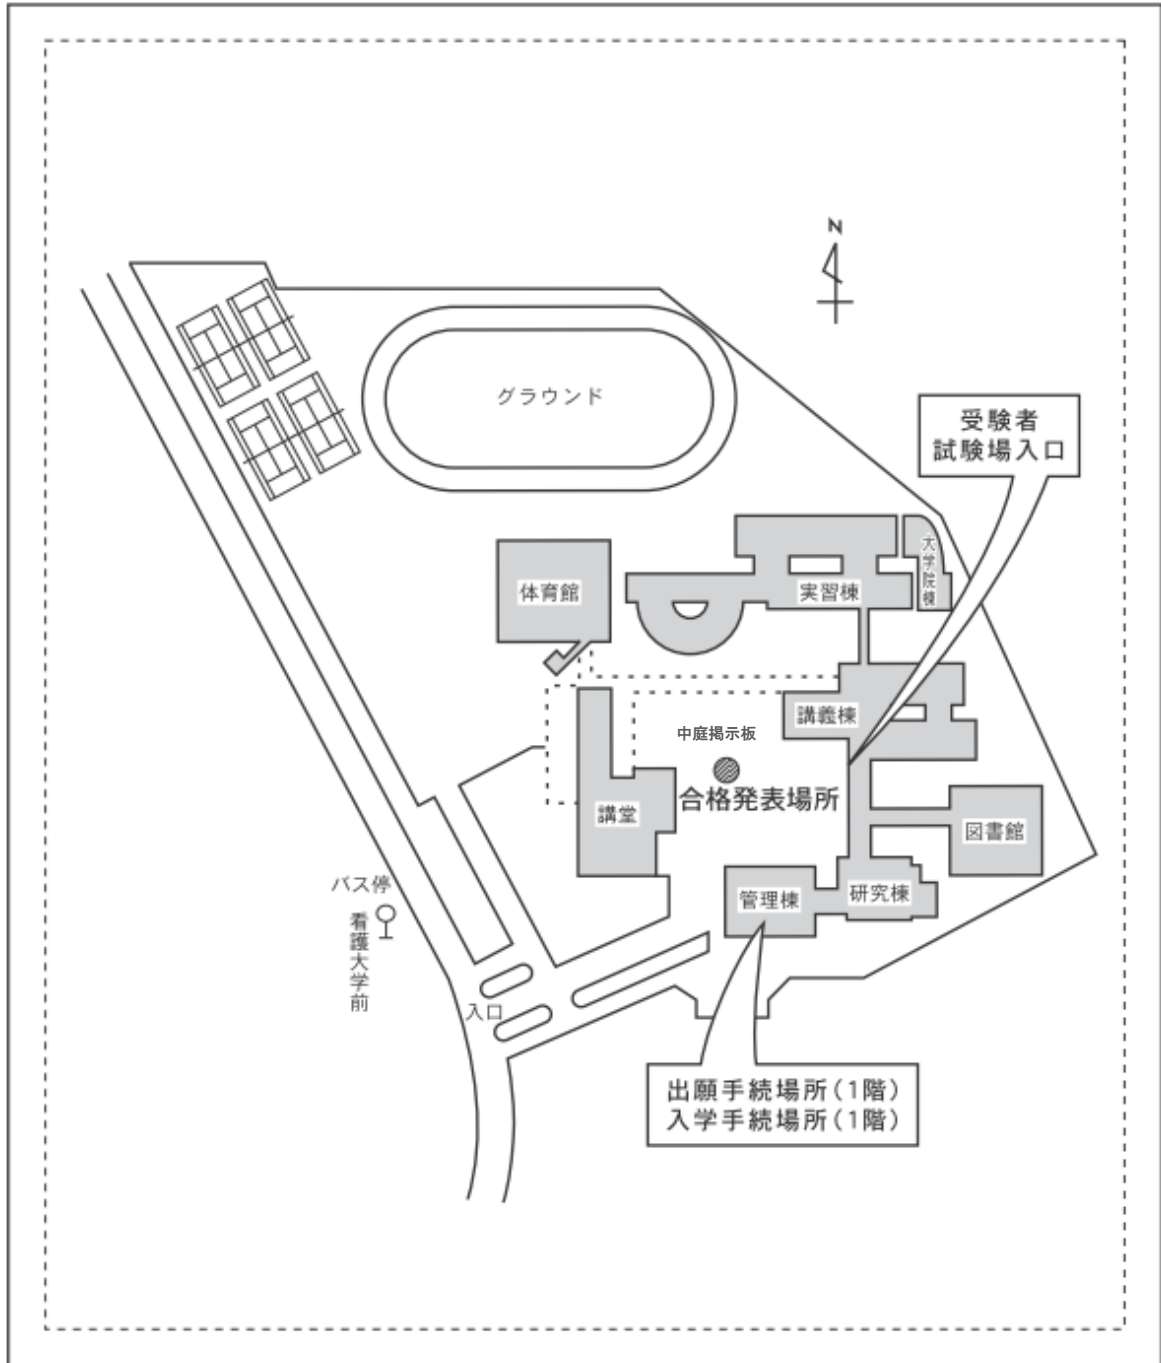 N
グラウンド
受験者
試験場入口
大学院棟
体育館
実習棟
講義棟
中庭掲示板
合格発表場所
講堂
図書館
バス停
看護大学前
管理棟
研究棟
入口
出願手続場所(1階)
入学手続場所(1階)